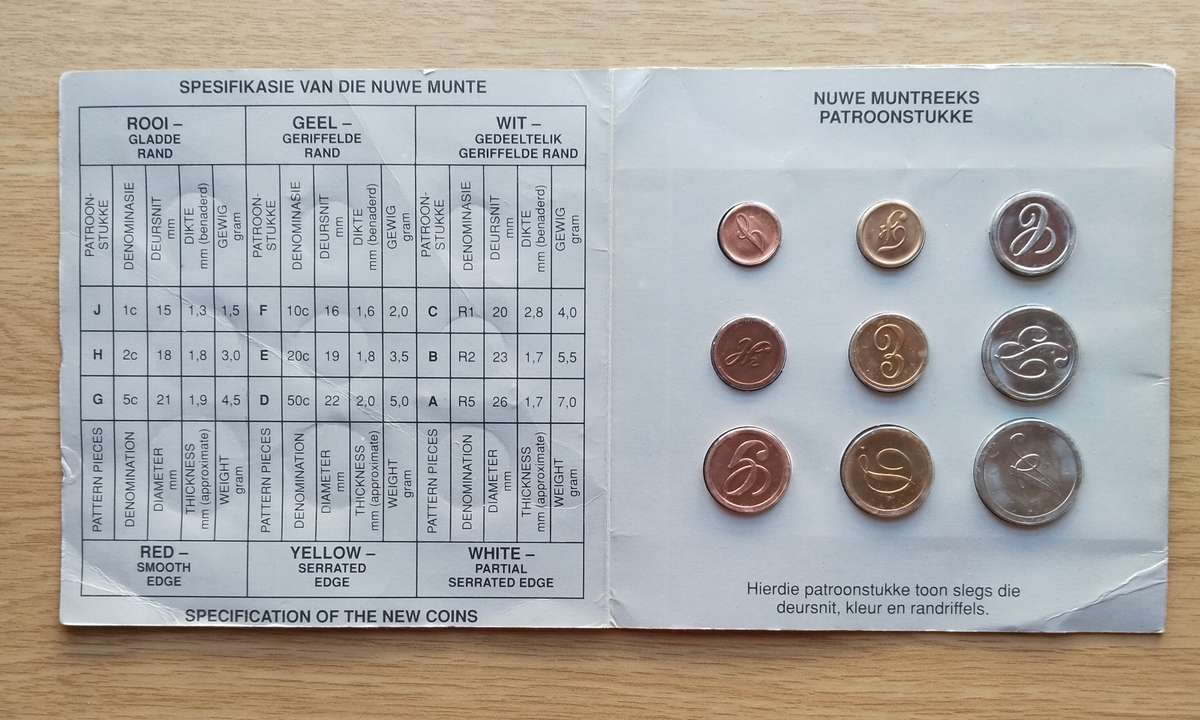 SPESIFIKASIE VAN DIE NUWE MUNTE
ROOI –
GLADDE
RAND
GEEL –
GERIFFELDE
RAND
WIT –
GEDEELTELIK
GERIFFELDE RAND
PATROON-
STUKKE
DENOMINASIE
DEURSNIT
mm
DIKTE
mm (benaderd)
GEWIG
gram
PATROON-
STUKKE
DENOMINASIE
DEURSNIT
mm
DIKTE
mm (benaderd)
GEWIG
gram
PATROON-
STUKKE
DENOMINASIE
DEURSNIT
mm
DIKTE
mm (benaderd)
GEWIG
gram
J 1c 15 1,3 1,5 F 10c 16 1,6 2,0 C R1 20 2,8 4,0
H 2c 18 1,8 3,0 E 20c 19 1,8 3,5 B R2 23 1,7 5,5
G 5c 21 1,9 4,5 D 50c 22 2,0 5,0 A R5 26 1,7 7,0
PATTERN PIECES
DENOMINATION
DIAMETER
mm
THICKNESS
mm (approximate)
WEIGHT
gram
PATTERN PIECES
DENOMINATION
DIAMETER
mm
THICKNESS
mm (approximate)
WEIGHT
gram
PATTERN PIECES
DENOMINATION
DIAMETER
mm
THICKNESS
mm (approximate)
WEIGHT
gram
RED –
SMOOTH
EDGE
YELLOW –
SERRATED
EDGE
WHITE –
PARTIAL
SERRATED EDGE
SPECIFICATION OF THE NEW COINS
NUWE MUNTREEKS
PATROONSTUKKE
J F C
H E B
G D A
Hierdie patroonstukke toon slegs die
deursnit, kleur en randriffels.